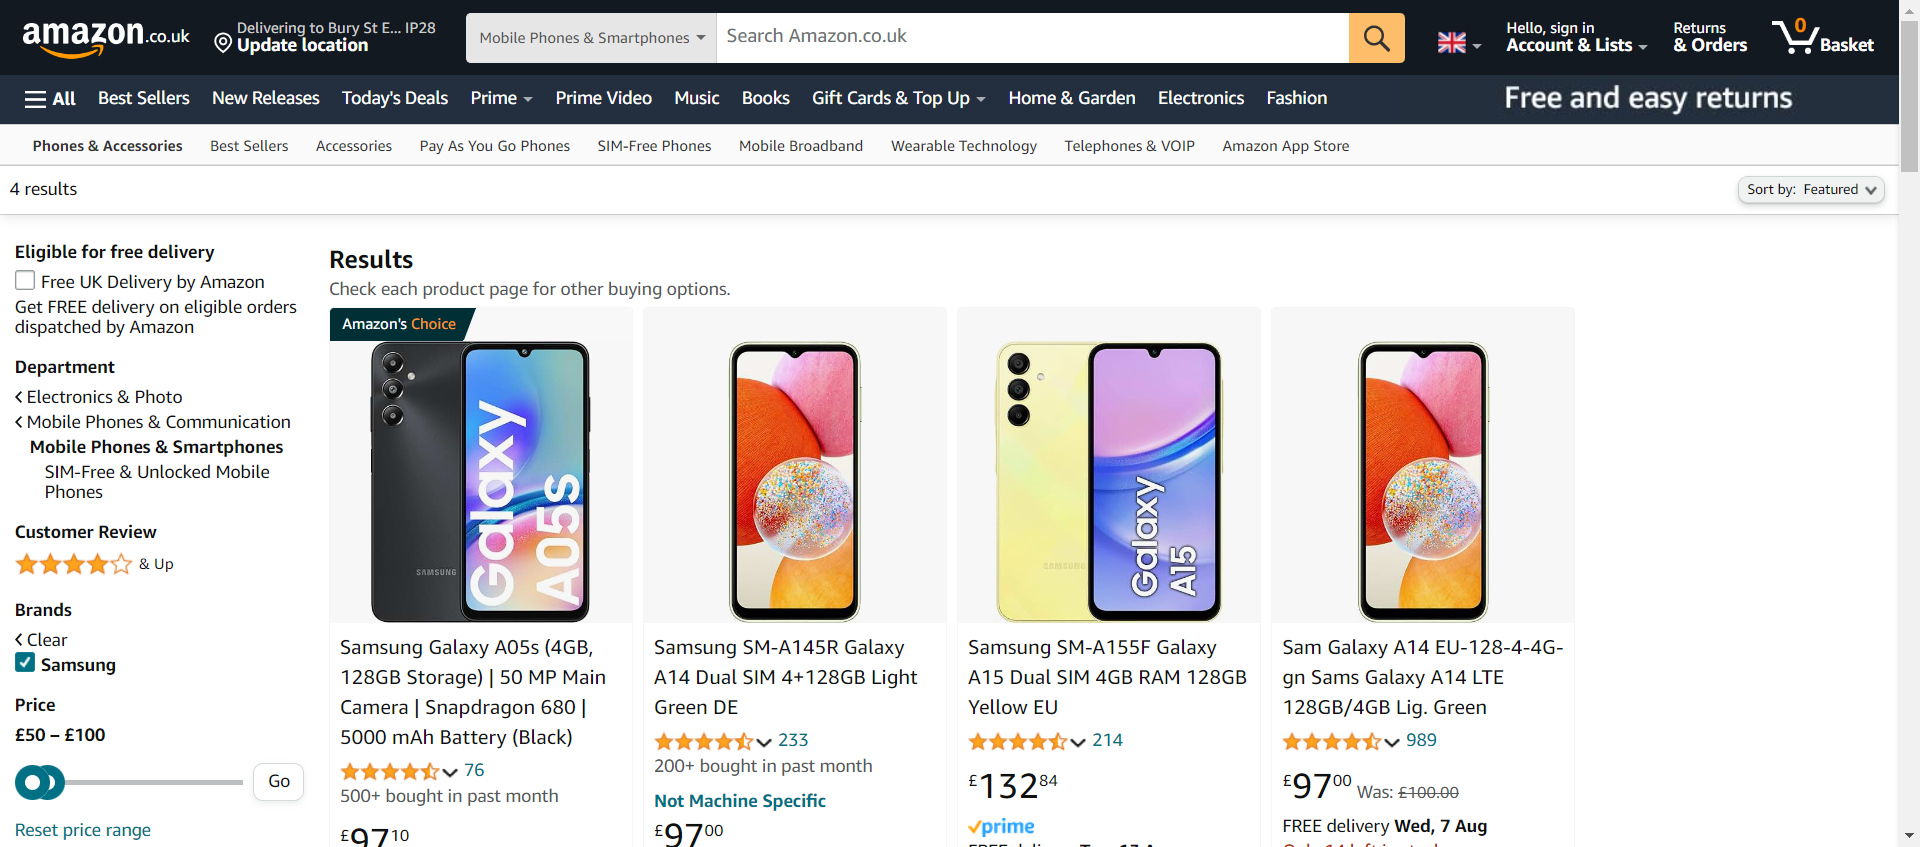 amazon.co.uk
Delivering to Bury St E... IP28
Update location
Mobile Phones & Smartphones
Search Amazon.co.uk
Hello, sign in
Account & Lists
Returns
& Orders
0
Basket
All
Best Sellers
New Releases
Today's Deals
Prime
Prime Video
Music
Books
Gift Cards & Top Up
Home & Garden
Electronics
Fashion
Free and easy returns
Phones & Accessories
Best Sellers
Accessories
Pay As You Go Phones
SIM-Free Phones
Mobile Broadband
Wearable Technology
Telephones & VOIP
Amazon App Store
4 results
Sort by: Featured
Eligible for free delivery
Free UK Delivery by Amazon
Get FREE delivery on eligible orders
dispatched by Amazon
Department
Electronics & Photo
Mobile Phones & Communication
Mobile Phones & Smartphones
SIM-Free & Unlocked Mobile
Phones
Customer Review
& Up
Brands
Clear
Samsung
Price
£50 – £100
Go
Reset price range
Results
Check each product page for other buying options.
Amazon's Choice
SAMSUNG
Galaxy
A05s
Samsung Galaxy A05s (4GB,
128GB Storage) | 50 MP Main
Camera | Snapdragon 680 |
5000 mAh Battery (Black)
76
500+ bought in past month
£9710
Samsung SM-A145R Galaxy
A14 Dual SIM 4+128GB Light
Green DE
233
200+ bought in past month
Not Machine Specific
£9700
SAMSUNG
Galaxy
A15
Samsung SM-A155F Galaxy
A15 Dual SIM 4GB RAM 128GB
Yellow EU
214
£13284
prime
Sam Galaxy A14 EU-128-4-4G-
gn Sams Galaxy A14 LTE
128GB/4GB Lig. Green
989
£9700 Was: £100.00
FREE delivery Wed, 7 Aug